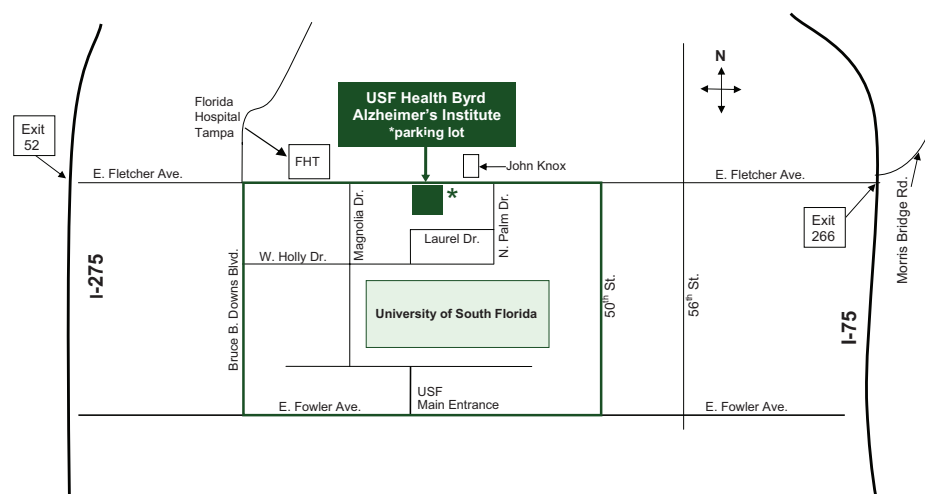 N
USF Health Byrd
Alzheimer's Institute
*parking lot
Florida
Hospital
Tampa
Exit
52
FHT
John Knox
E. Fletcher Ave.
E. Fletcher Ave.
*
Exit
266
Morris Bridge Rd.
Magnolia Dr.
N. Palm Dr.
Laurel Dr.
W. Holly Dr.
I-275
Bruce B. Downs Blvd.
University of South Florida
50th St.
56th St.
I-75
USF
Main Entrance
E. Fowler Ave.
E. Fowler Ave.